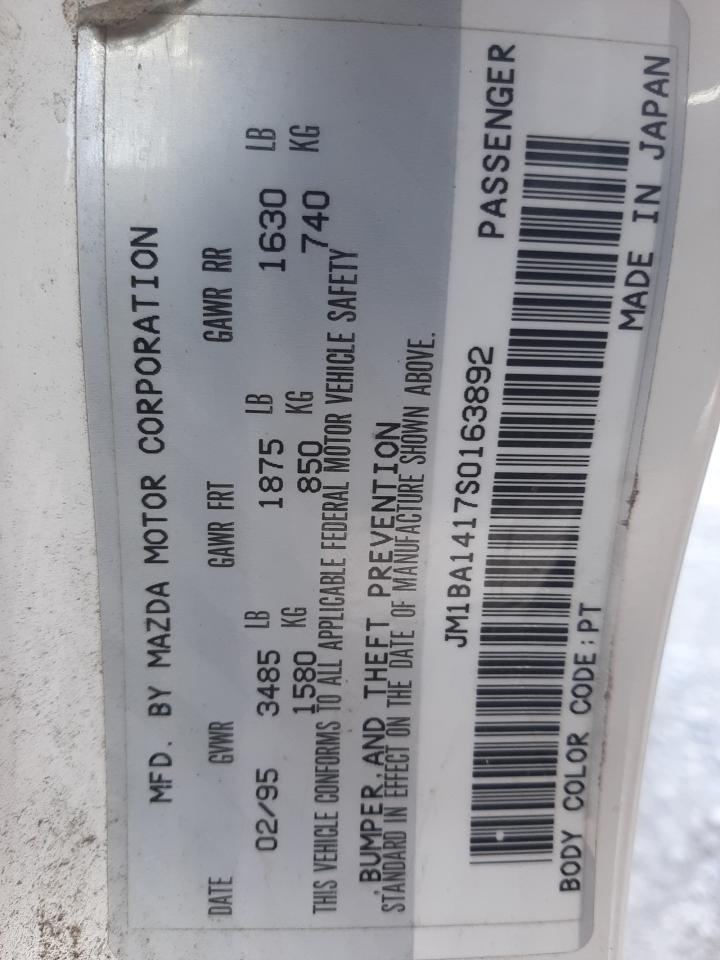 MFD. BY MAZDA MOTOR CORPORATION
DATE GVWR GAWR FRT GAWR RR
02/95 3485 LB 1875 LB 1630 LB
1580 KG 850 KG 740 KG
THIS VEHICLE CONFORMS TO ALL APPLICABLE FEDERAL MOTOR VEHICLE SAFETY
, BUMPER, AND THEFT PREVENTION
STANDARD IN EFFECT ON THE DATE OF MANUFACTURE SHOWN ABOVE.
JM1BA1417S0163892 PASSENGER
BODY COLOR CODE:PT MADE IN JAPAN